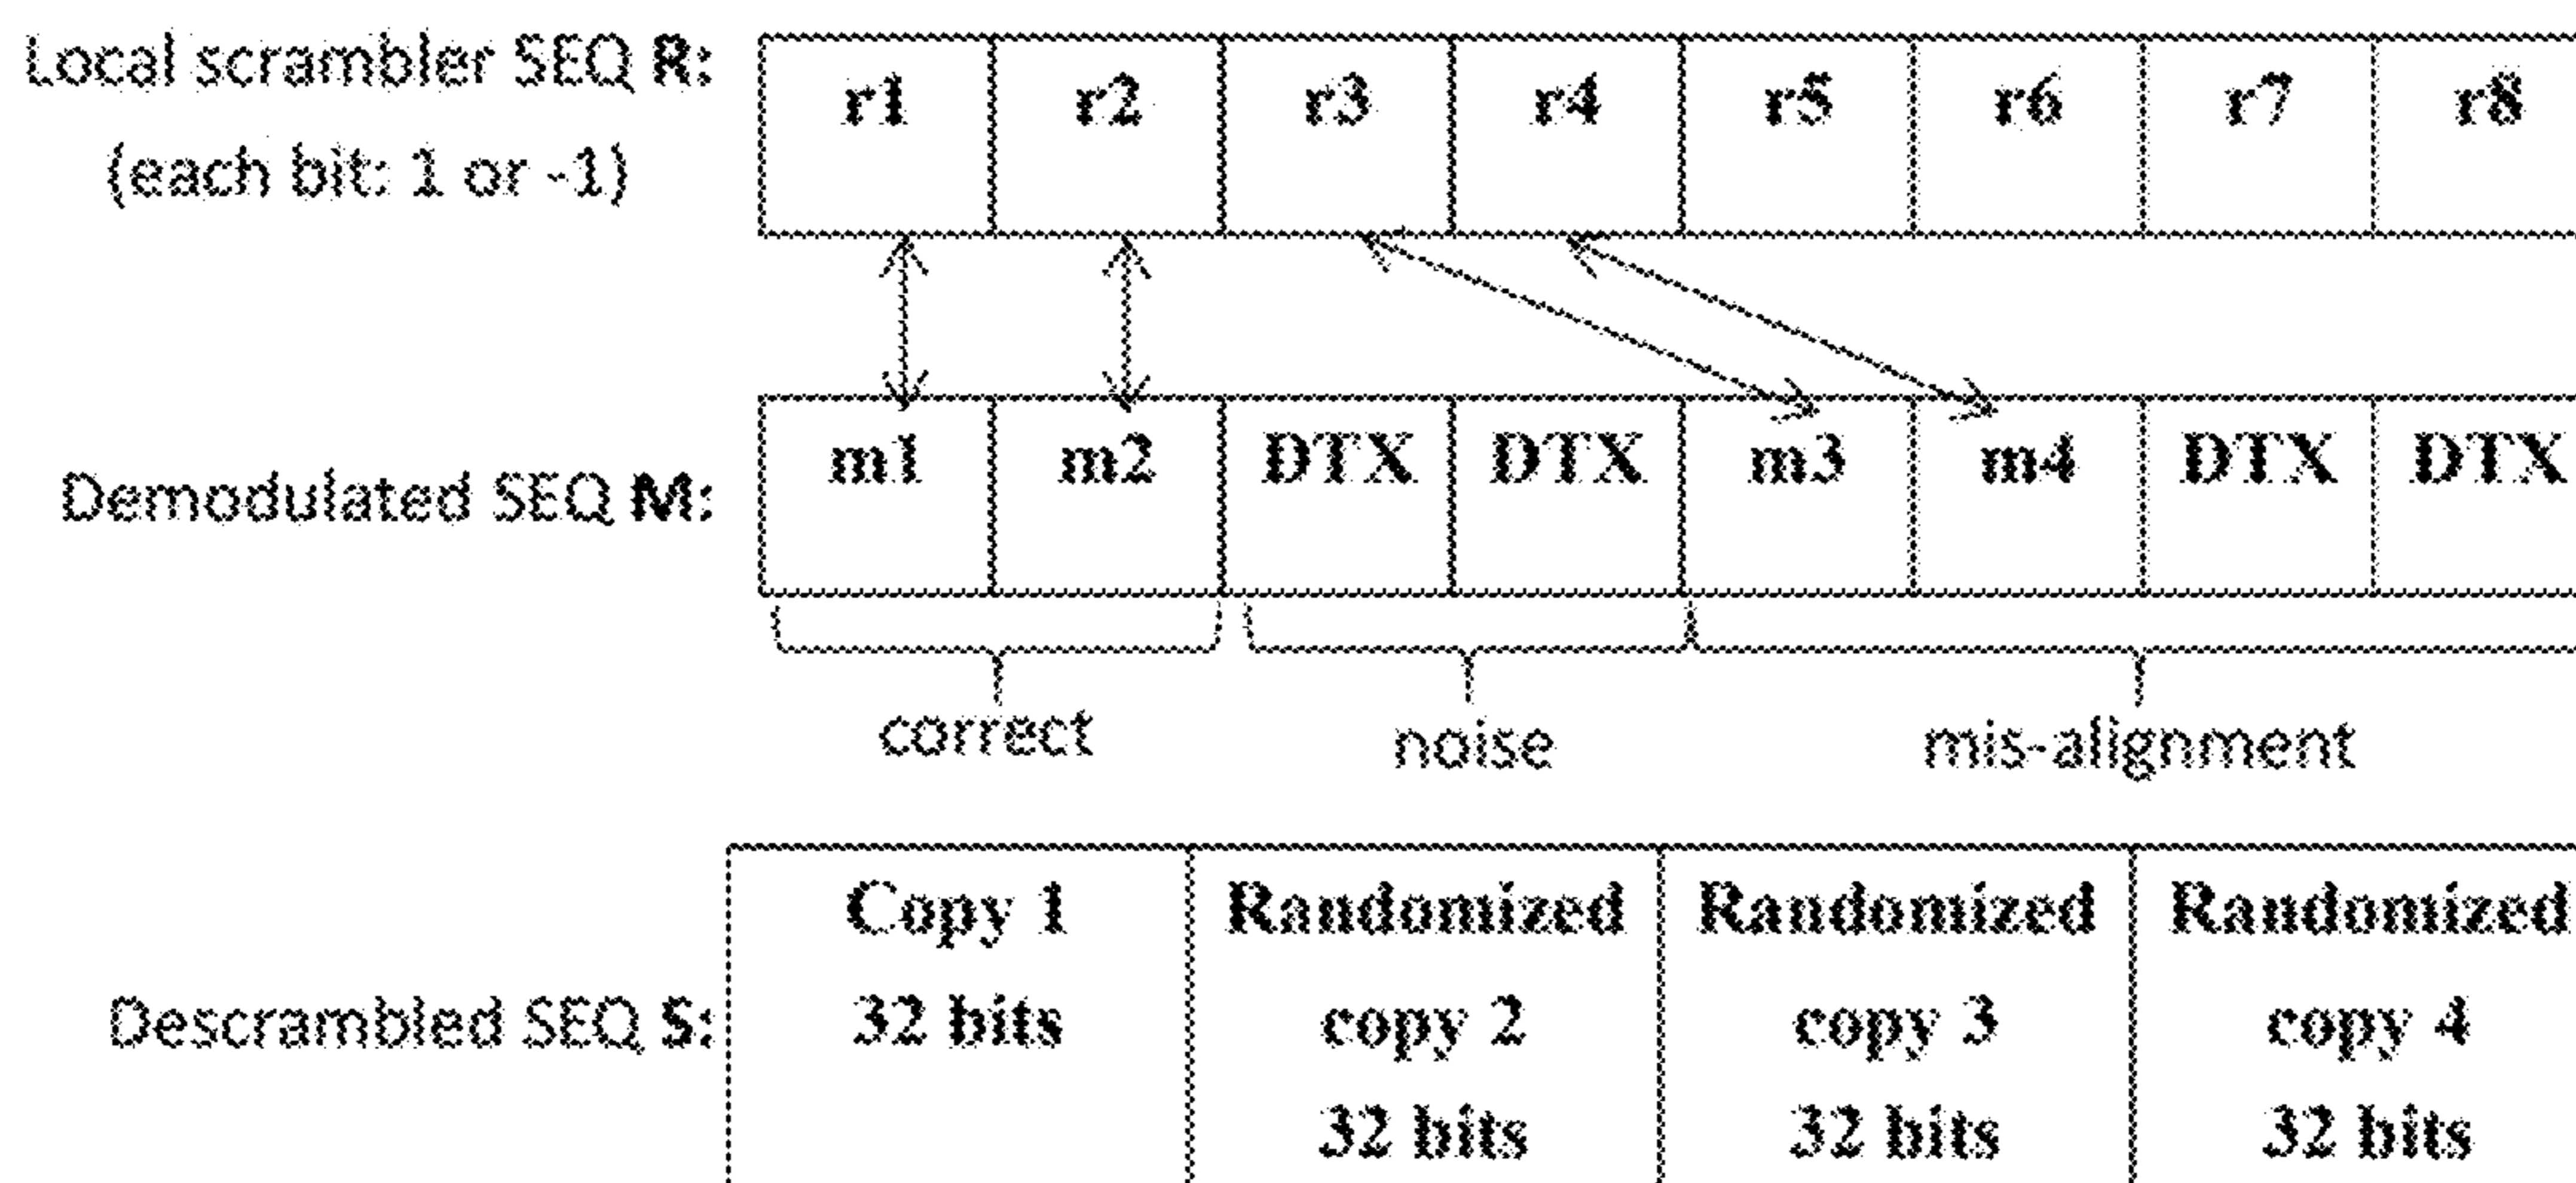 Local scrambler SEQ R:
(each bit: 1 or -1)
r1 r2 r3 r4 r5 r6 r7 r8
Demodulated SEQ M:
m1 m2 DTX DTX m3 m4 DTX DTX
correct noise mis-alignment
Descrambled SEQ S:
Copy 1
32 bits
Randomized
copy 2
32 bits
Randomized
copy 3
32 bits
Randomized
copy 4
32 bits